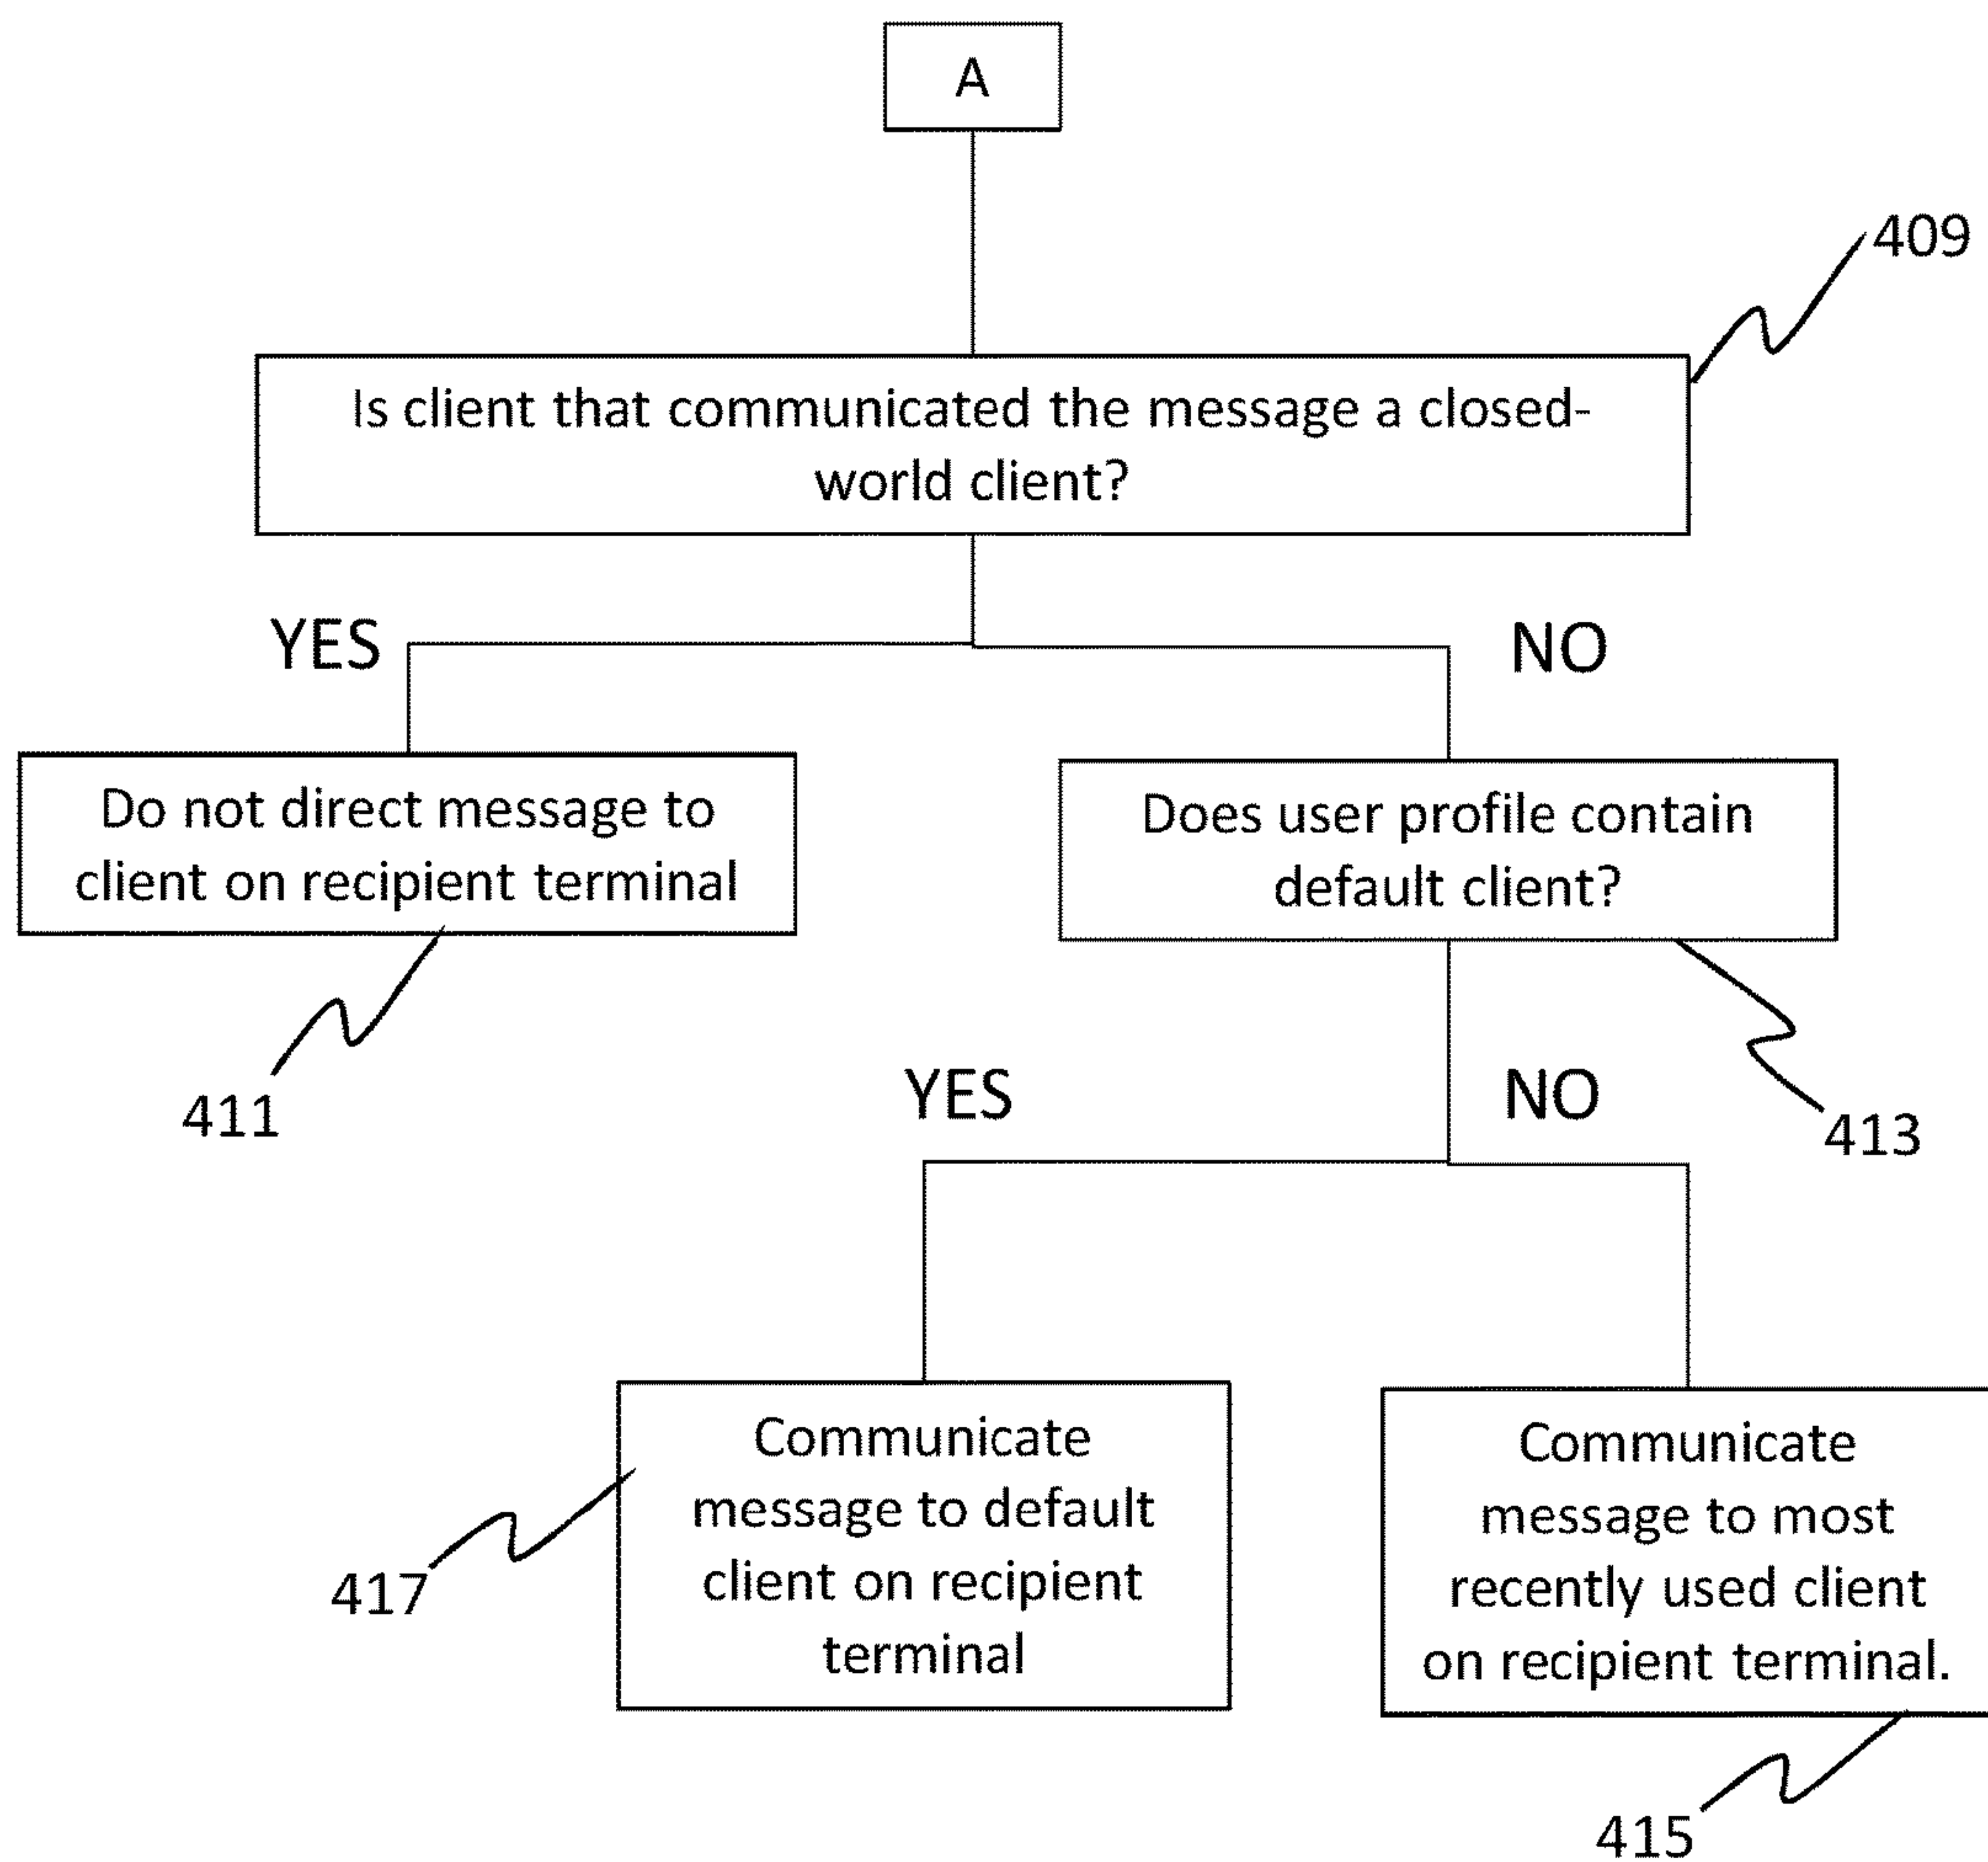 A
409
Is client that communicated the message a closed-
world client?
YES
NO
Do not direct message to
client on recipient terminal
Does user profile contain
default client?
411
YES
NO
413
Communicate
message to default
client on recipient
terminal
417
Communicate
message to most
recently used client
on recipient terminal.
415